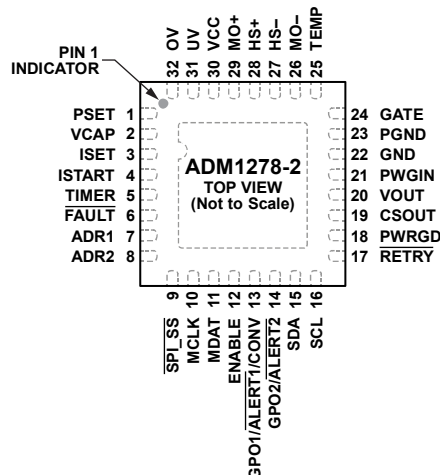 PIN 1
INDICATOR
32 OV
31 UV
30 VCC
29 MO+
28 HS+
27 HS–
26 MO–
25 TEMP
PSET 1
VCAP 2
ISET 3
ISTART 4
TIMER 5
FAULT 6
ADR1 7
ADR2 8
ADM1278-2
TOP VIEW
(Not to Scale)
24 GATE
23 PGND
22 GND
21 PWGIN
20 VOUT
19 CSOUT
18 PWRGD
17 RETRY
SPI_SS 9
MCLK 10
MDAT 11
ENABLE 12
GPO1/ALERT1/CONV 13
GPO2/ALERT2 14
SDA 15
SCL 16